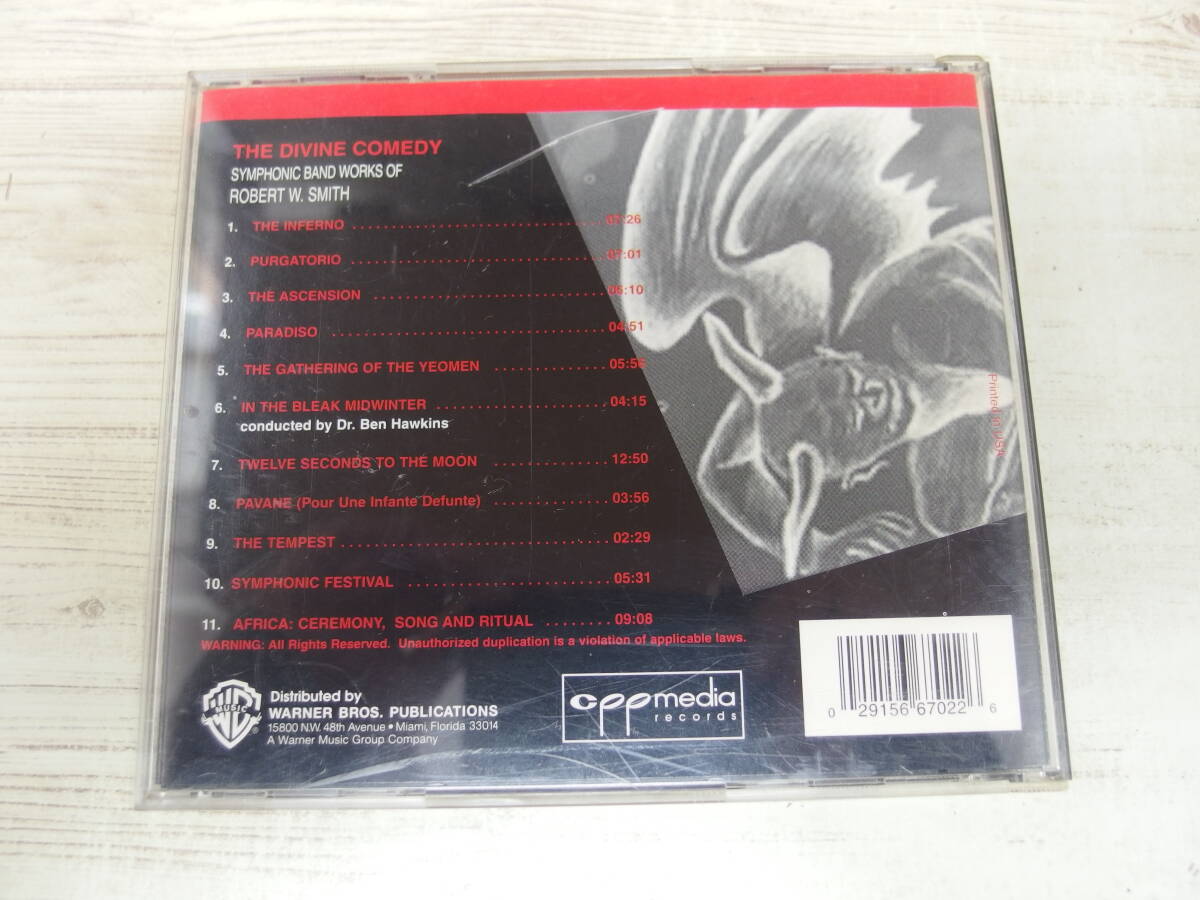 THE DIVINE COMEDY
SYMPHONIC BAND WORKS OF
ROBERT W. SMITH
1. THE INFERNO .................... 07:26
2. PURGATORIO .................... 07:01
3. THE ASCENSION .................... 05:10
4. PARADISO .................... 04:51
5. THE GATHERING OF THE YEOMEN .............. 05:56
6. IN THE BLEAK MIDWINTER .................... 04:15
conducted by Dr. Ben Hawkins
7. TWELVE SECONDS TO THE MOON .............. 12:50
8. PAVANE (Pour Une Infante Defunte) .............. 03:56
9. THE TEMPEST .................... 02:29
10. SYMPHONIC FESTIVAL .................... 05:31
11. AFRICA: CEREMONY, SONG AND RITUAL ........ 09:08
WARNING: All Rights Reserved. Unauthorized duplication is a violation of applicable laws.
WB MUSIC ®
Distributed by
WARNER BROS. PUBLICATIONS
15800 N.W. 48th Avenue • Miami, Florida 33014
A Warner Music Group Company
cppmedia
records
0 29156 67022 6
Printed in USA